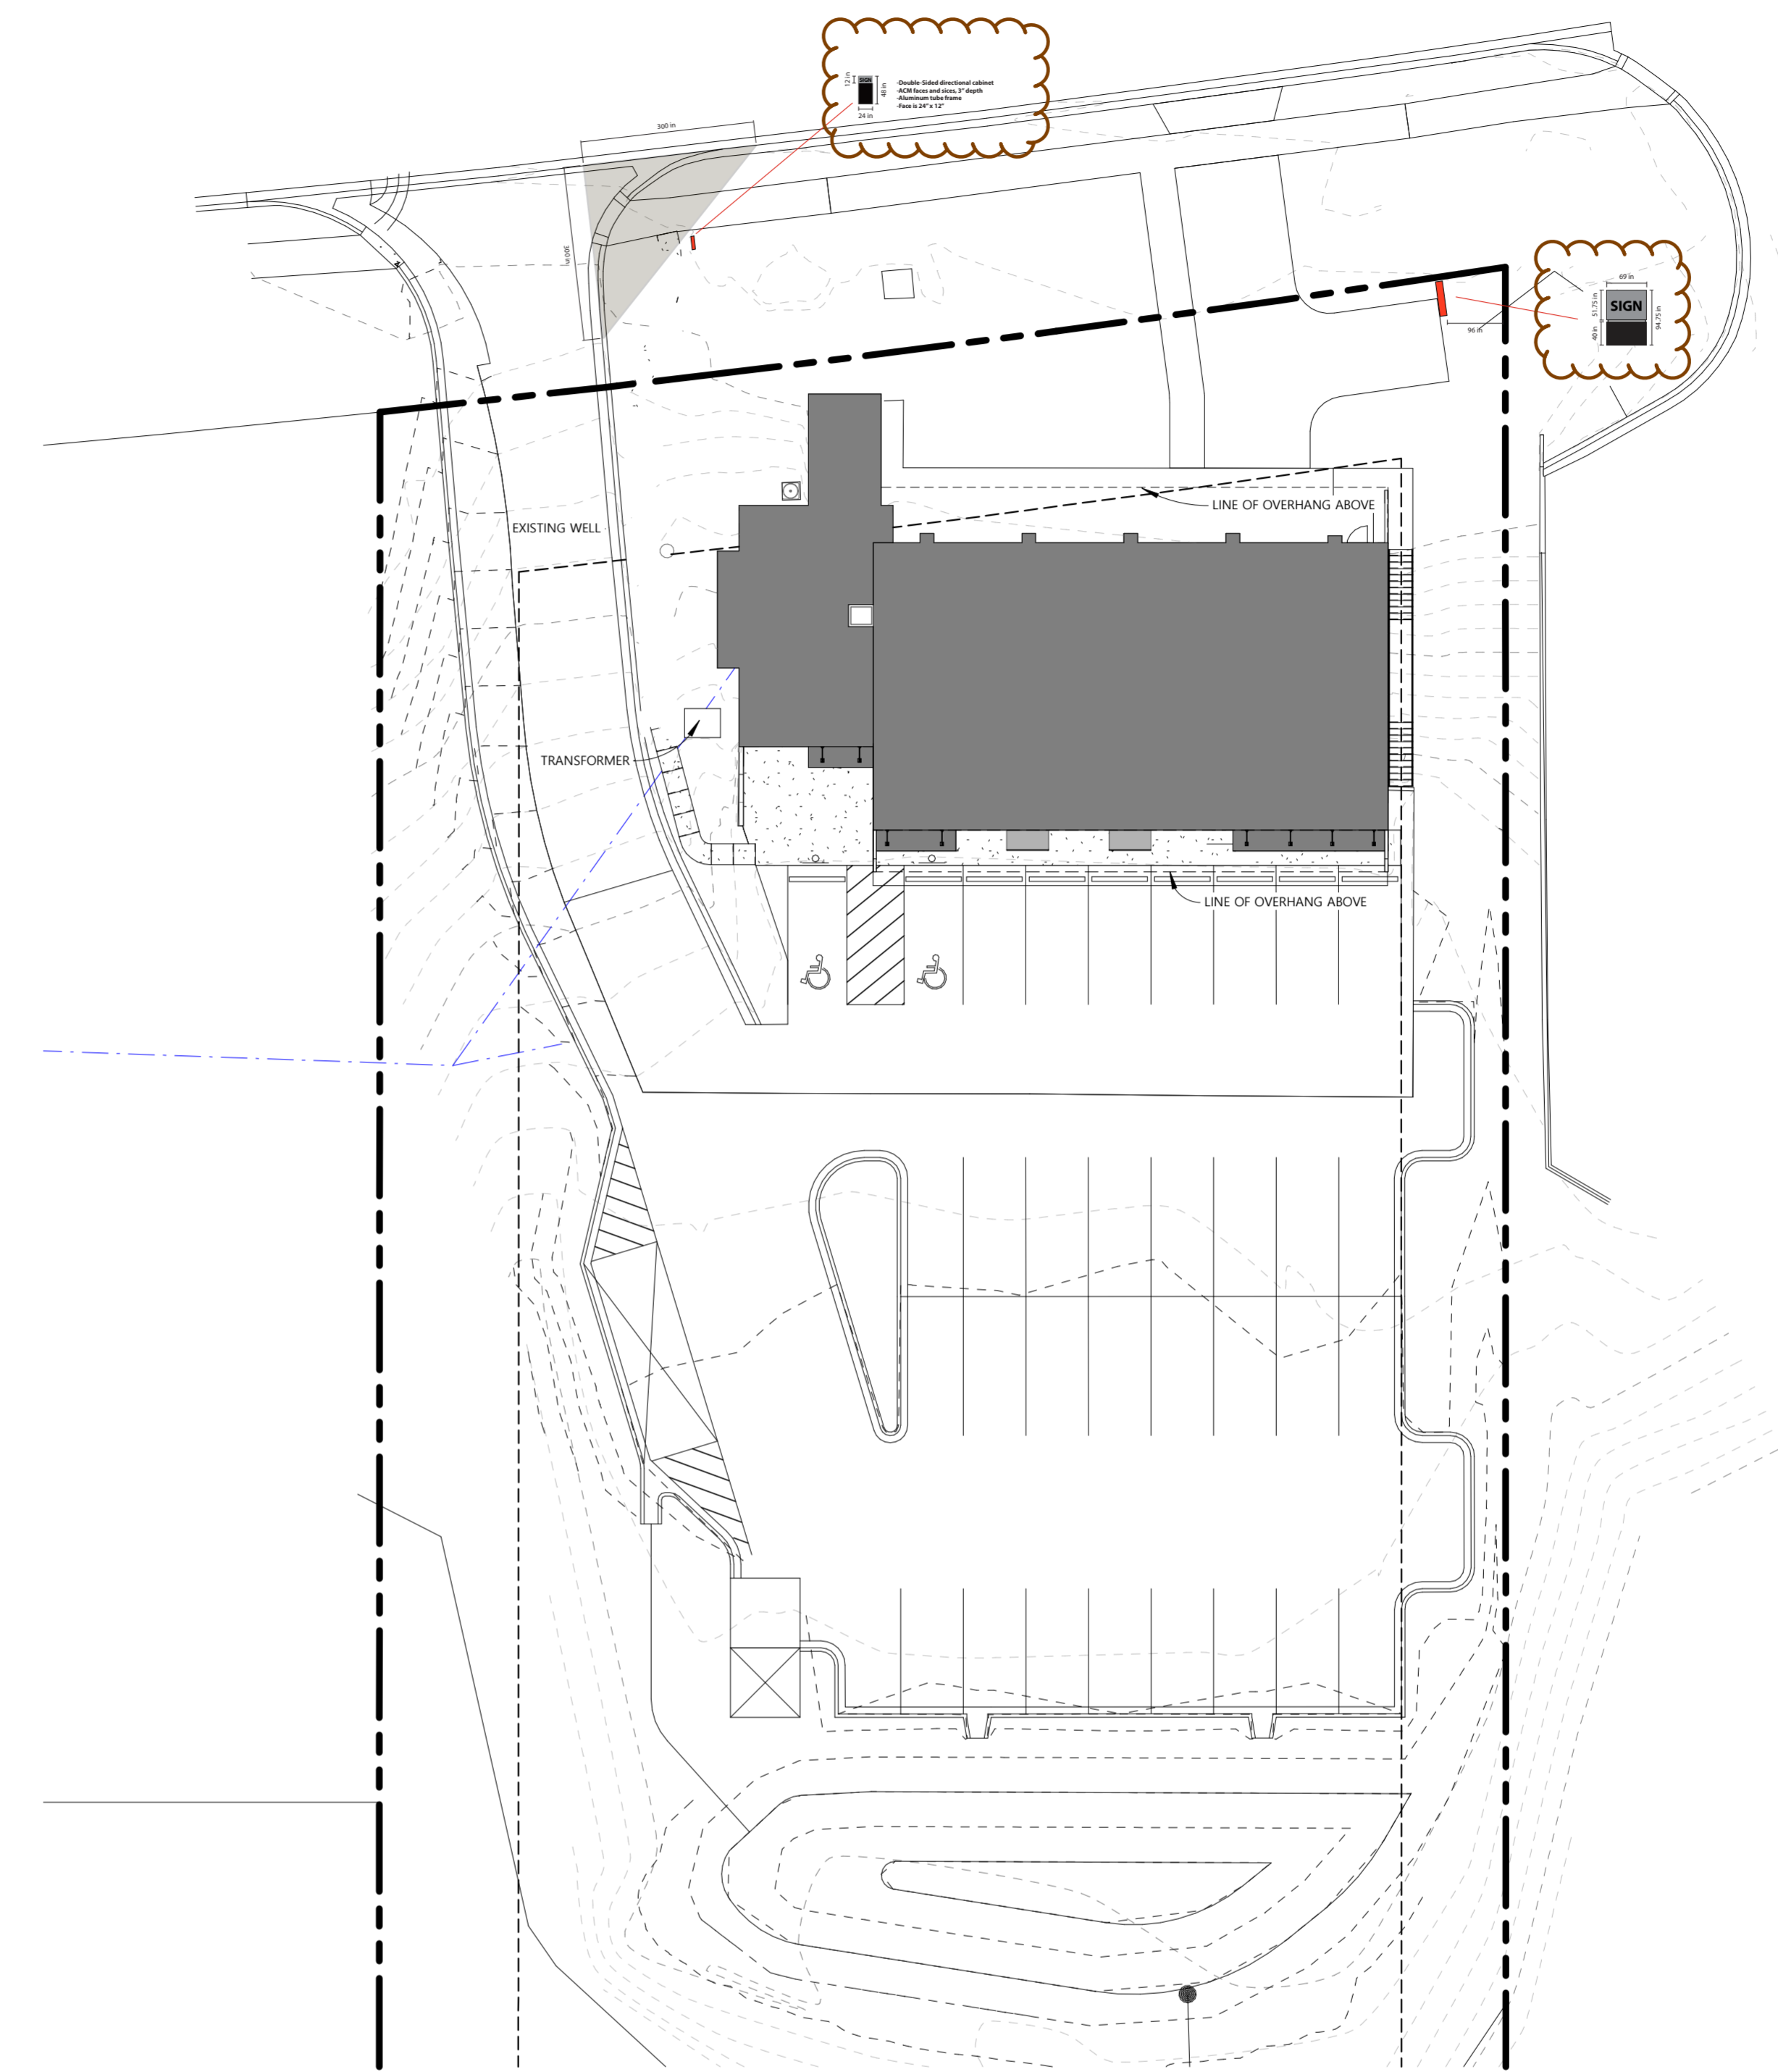 12 in
SIGN
48 in
24 in
-Double-Sided directional cabinet
-ACM faces and sizes, 3" depth
-Aluminum tube frame
-Face is 24" x 12"
300 in
300 in
69 in
51.75 in
SIGN
94.75 in
40 in
96 in
LINE OF OVERHANG ABOVE
EXISTING WELL
TRANSFORMER
LINE OF OVERHANG ABOVE